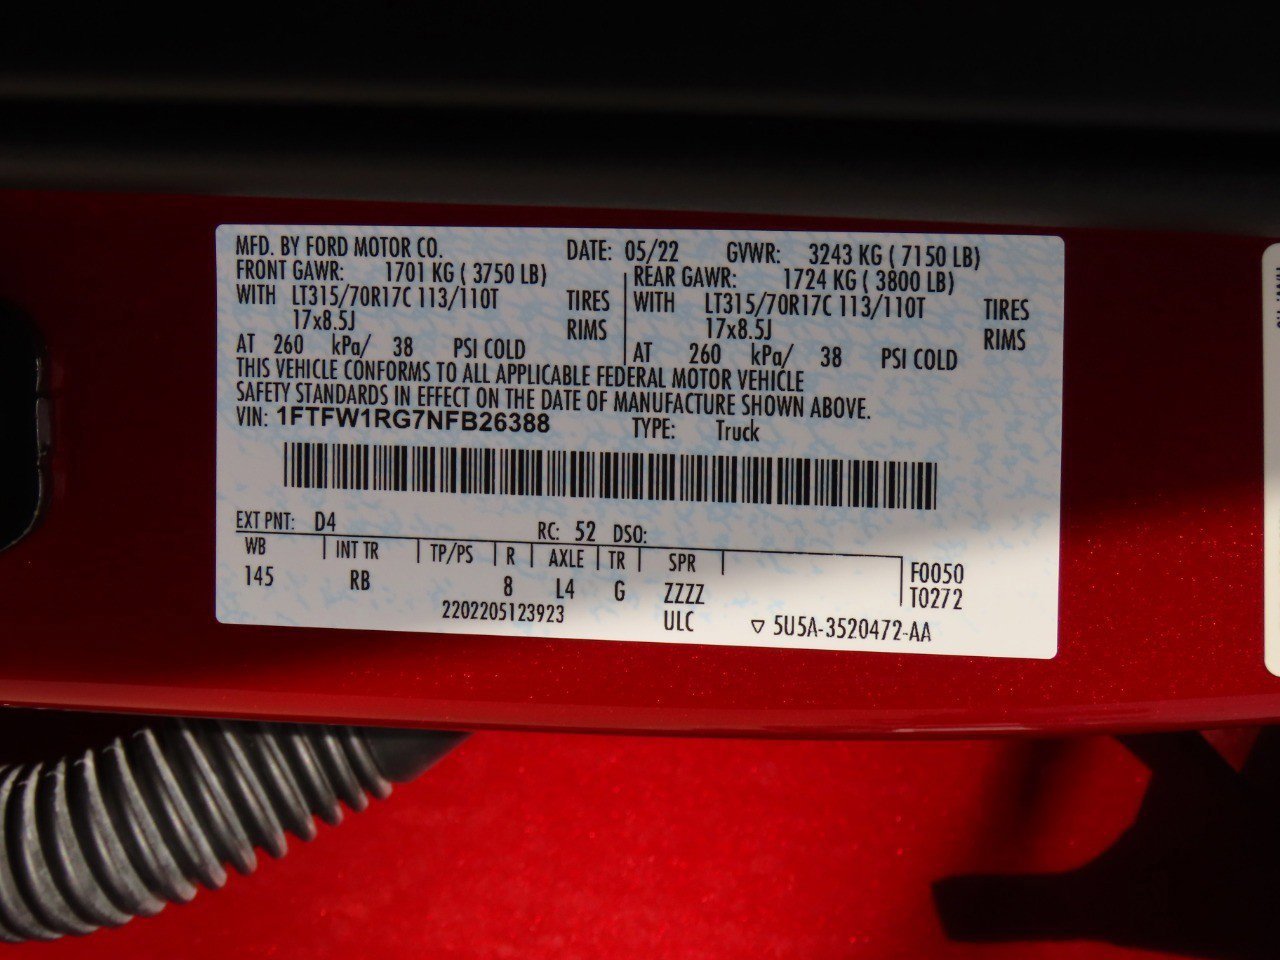 MFD. BY FORD MOTOR CO. DATE: 05/22 GVWR: 3243 KG ( 7150 LB)
FRONT GAWR: 1701 KG ( 3750 LB) REAR GAWR: 1724 KG ( 3800 LB)
WITH LT315/70R17C 113/110T TIRES WITH LT315/70R17C 113/110T TIRES
17x8.5J RIMS 17x8.5J RIMS
AT 260 kPa/ 38 PSI COLD AT 260 kPa/ 38 PSI COLD
THIS VEHICLE CONFORMS TO ALL APPLICABLE FEDERAL MOTOR VEHICLE
SAFETY STANDARDS IN EFFECT ON THE DATE OF MANUFACTURE SHOWN ABOVE.
VIN: 1FTFW1RG7NFB26388 TYPE: Truck
EXT PNT: D4 RC: 52 DSO:
WB INT TR TP/PS R AXLE TR SPR F0050
145 RB 8 L4 G ZZZZ T0272
2202205123923 ULC ▽ 5U5A-3520472-AA